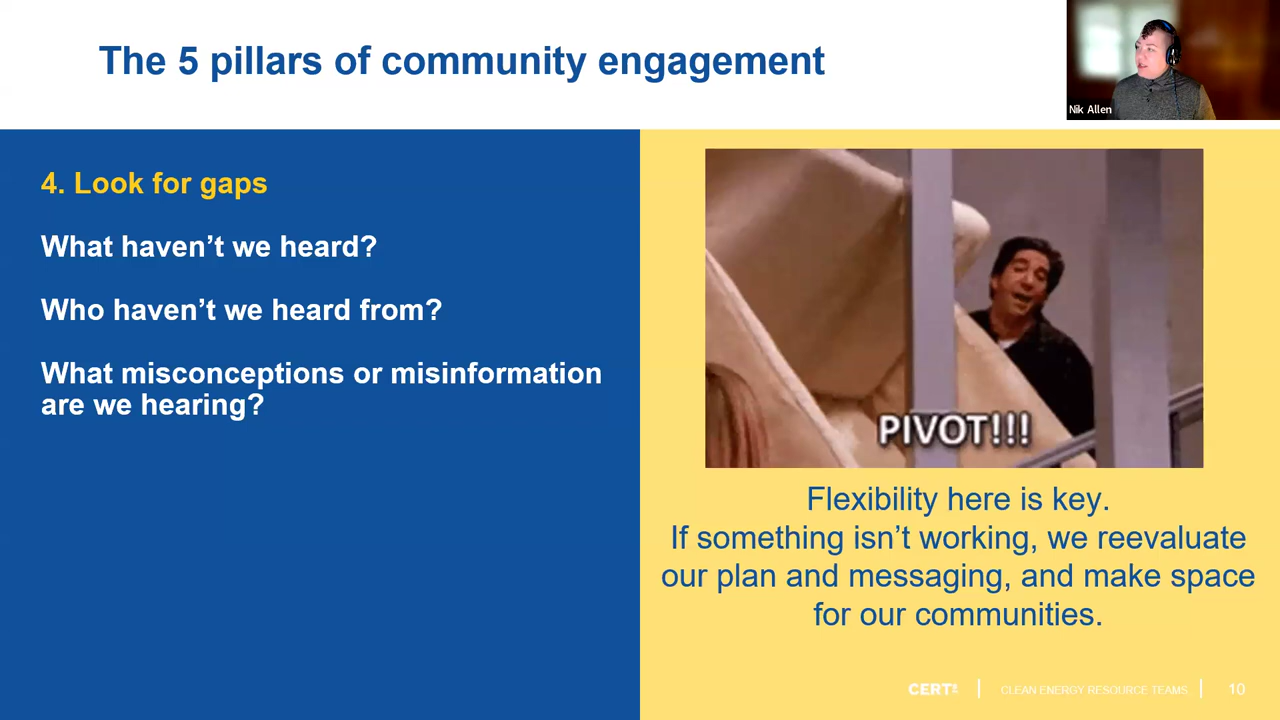 The 5 pillars of community engagement
Nik Allen
4. Look for gaps
What haven’t we heard?
Who haven’t we heard from?
What misconceptions or misinformation
are we hearing?
PIVOT!!!
Flexibility here is key.
If something isn’t working, we reevaluate
our plan and messaging, and make space
for our communities.
CERTs | CLEAN ENERGY RESOURCE TEAMS | 10